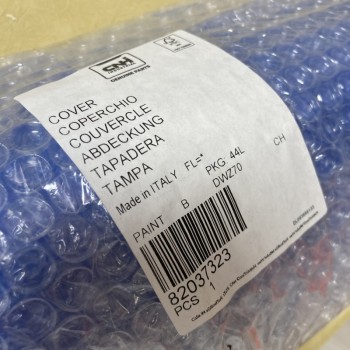 CNH
GENUINE PARTS
COVER
COPERCHIO
COUVERCLE
ABDECKUNG
TAPADERA
TAMPA
Made in ITALY FL=*
PKG 44L CH
PAINT B DWZ70
82037323
PCS 1